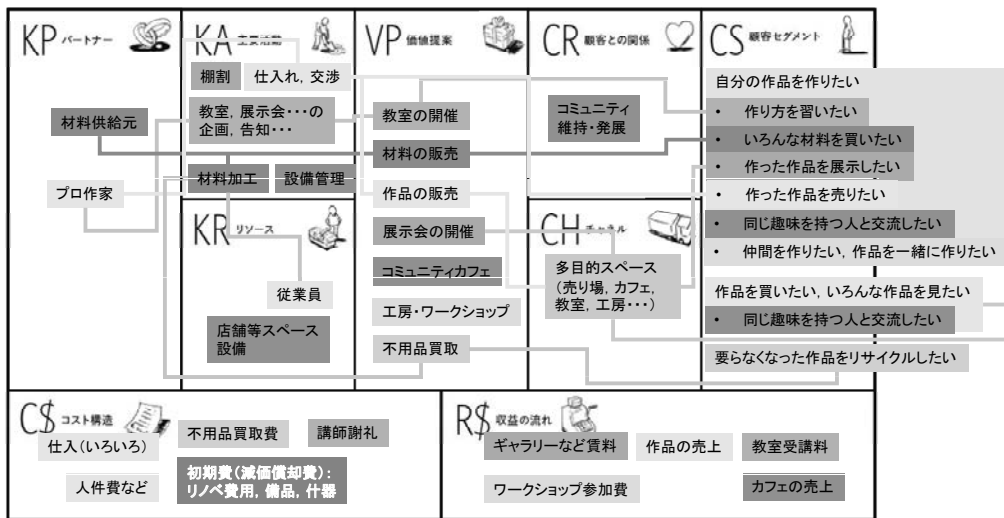 KP パートナー
材料供給元
プロ作家
KA 主要活動
棚割
仕入れ, 交渉
教室, 展示会・・・の
企画, 告知・・・
材料加工
設備管理
KR リソース
従業員
店舗等スペース
設備
VP 価値提案
教室の開催
材料の販売
作品の販売
展示会の開催
コミュニティカフェ
工房・ワークショップ
不用品買取
CR 顧客との関係
コミュニティ
維持・発展
CH チャネル
多目的スペース
(売り場, カフェ,
教室, 工房・・・)
CS 顧客セグメント
自分の作品を作りたい
• 作り方を習いたい
• いろんな材料を買いたい
• 作った作品を展示したい
• 作った作品を売りたい
• 同じ趣味を持つ人と交流したい
• 仲間を作りたい, 作品を一緒に作りたい
作品を買いたい, いろんな作品を見たい
• 同じ趣味を持つ人と交流したい
要らなくなった作品をリサイクルしたい
C$ コスト構造
仕入(いろいろ)
不用品買取費
講師謝礼
人件費など
初期費(減価償却費):
リノベ費用, 備品, 什器
R$ 収益の流れ
ギャラリーなど賃料
作品の売上
教室受講料
ワークショップ参加費
カフェの売上